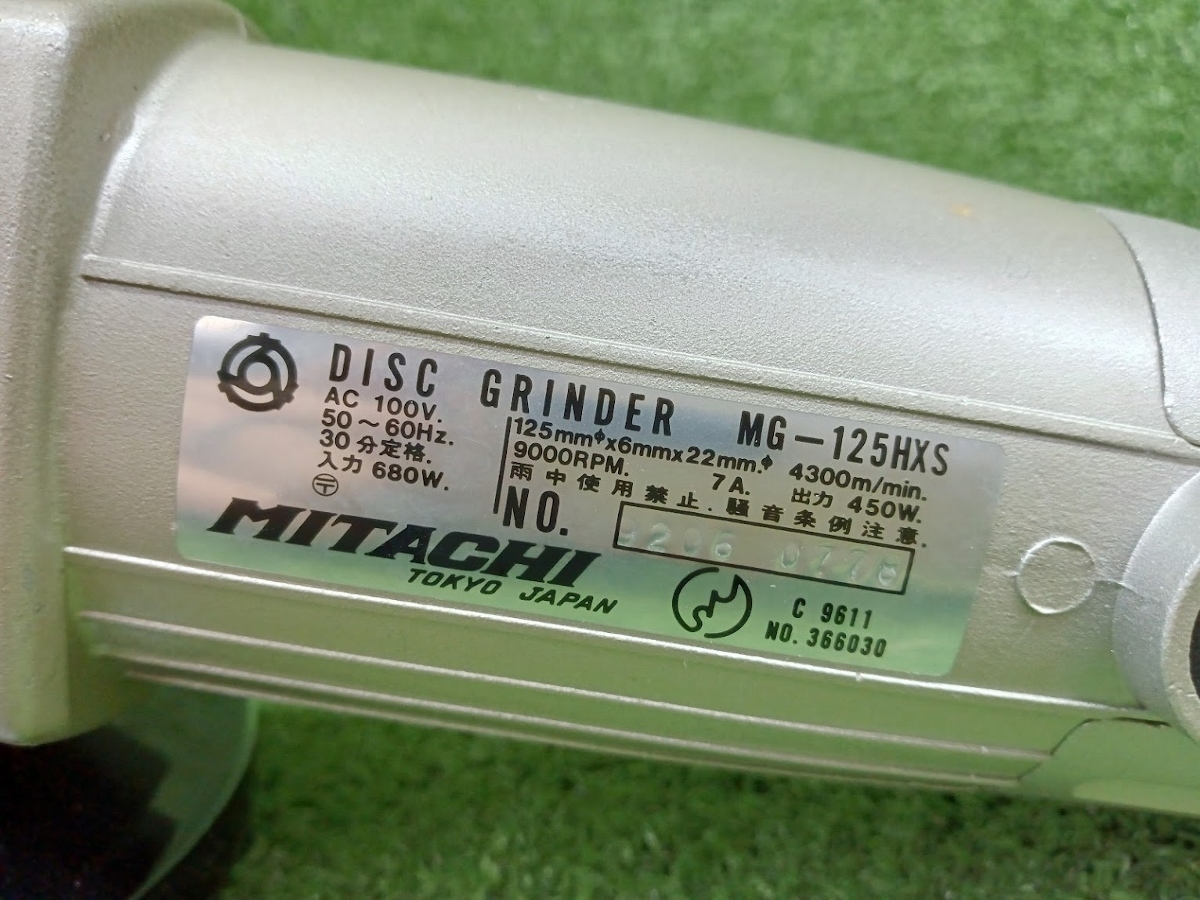 DISC GRINDER MG-125HXS
AC 100V.
50~60Hz.
30分定格.
入力 680W.
〒
125mmφx6mmx22mm.φ 4300m/min.
9000RPM. 7A. 出力 450W.
雨中使用禁止.騒音条例注意.
NO.
MITACHI
TOKYO JAPAN
C 9611
NO. 366030